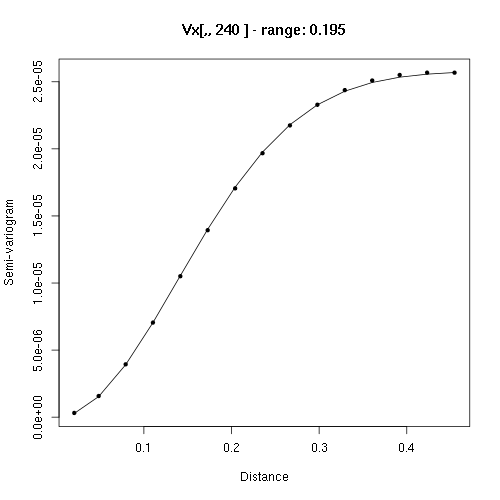 Vx[,, 240 ] - range: 0.195
Semi-variogram
0.0e+00
5.0e-06
1.0e-05
1.5e-05
2.0e-05
2.5e-05
0.1
0.2
0.3
0.4
Distance